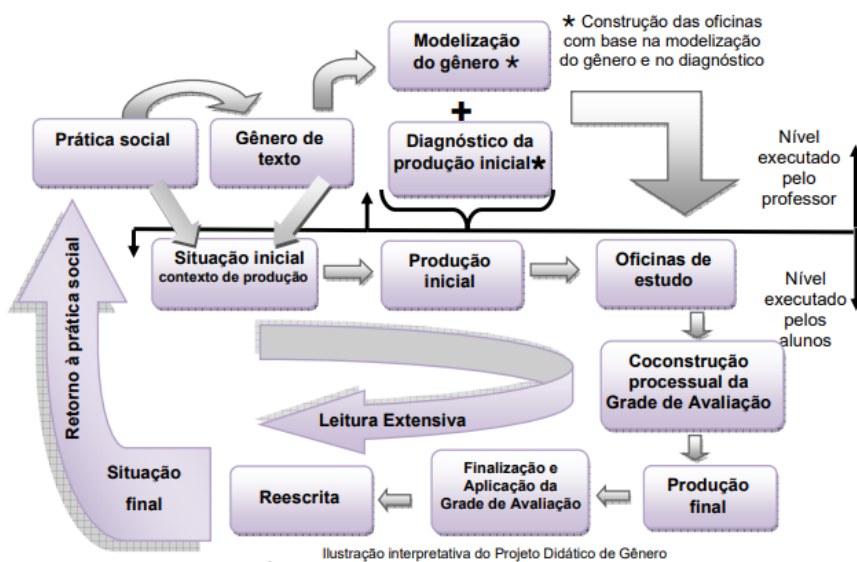 Modelização
do gênero *
* Construção das oficinas
com base na modelização
do gênero e no diagnóstico
+
Prática social
Gênero de
texto
Diagnóstico da
produção inicial*
Nível
executado
pelo
professor
Situação inicial
contexto de produção
Produção
inicial
Oficinas de
estudo
Nível
executado
pelos
alunos
Coconstrução
processual da
Grade de Avaliação
Leitura Extensiva
Retorno à prática social
Situação
final
Reescrita
Finalização e
Aplicação da
Grade de Avaliação
Produção
final
Ilustração interpretativa do Projeto Didático de Gênero